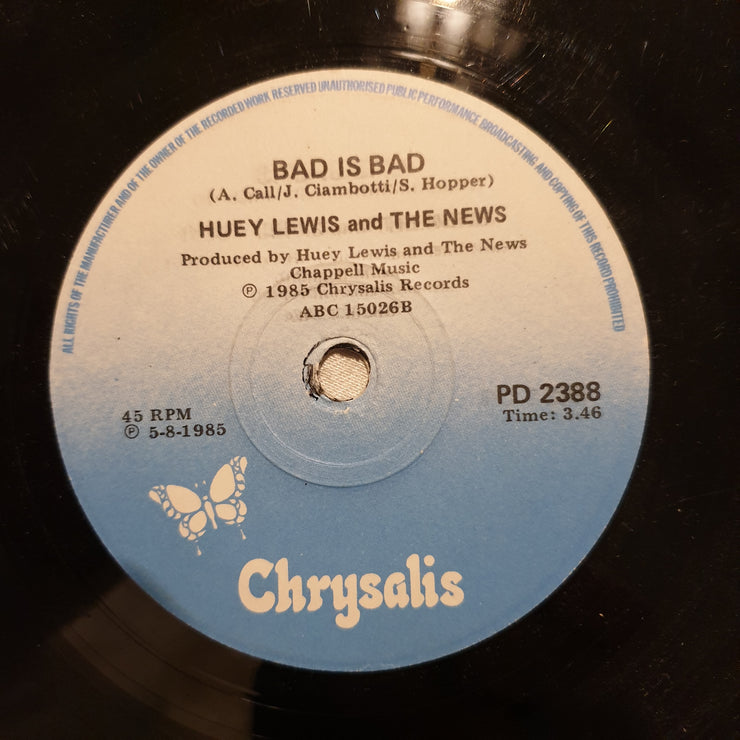 ALL RIGHTS OF THE MANUFACTURER AND OF THE OWNER OF THE RECORDED WORK RESERVED UNAUTHORISED PUBLIC PERFORMANCE BROADCASTING AND COPYING OF THIS RECORD PROHIBITED
BAD IS BAD
(A. Call/J. Ciambotti/S. Hopper)
HUEY LEWIS and THE NEWS
Produced by Huey Lewis and The News
Chappell Music
℗ 1985 Chrysalis Records
ABC 15026B
45 RPM
℗ 5-8-1985
PD 2388
Time: 3.46
Chrysalis